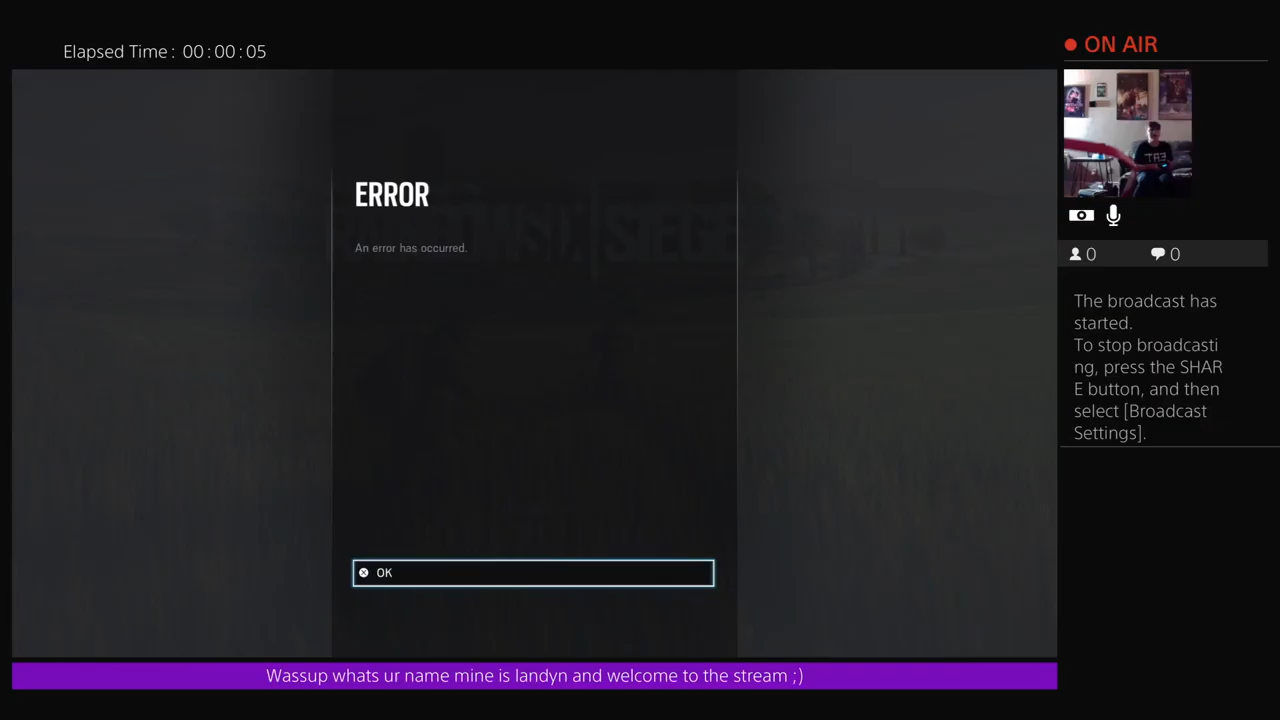 Elapsed Time : 00:00:05
ON AIR
ERROR
An error has occurred.
SIEGE
OK
0
0
The broadcast has
started.
To stop broadcasti
ng, press the SHAR
E button, and then
select [Broadcast
Settings].
Wassup whats ur name mine is landyn and welcome to the stream ;)